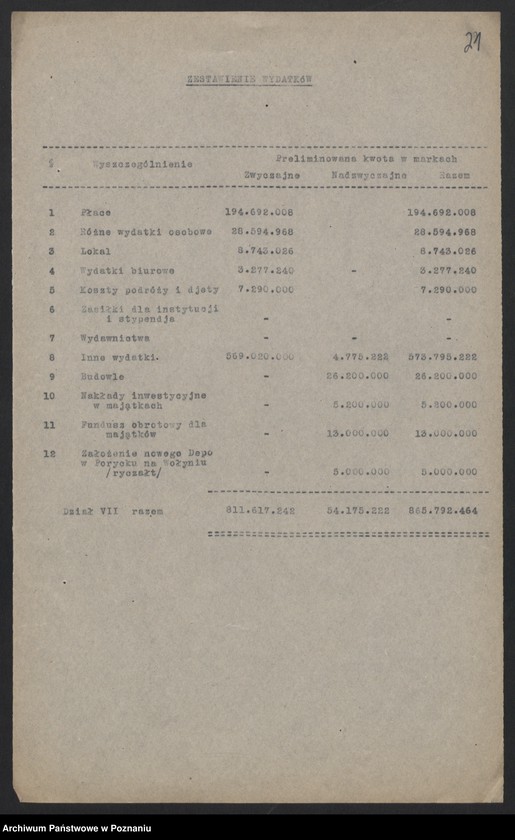 21
ZESTAWIENIE WYDATKÓW
§ Wyszczególnienie Preliminowana kwota w markach
Zwyczajne Nadzwyczajne Razem
1 Płace 194.692.008 194.692.008
2 Różne wydatki osobowe 28.594.968 28.594.968
3 Lokal 8.743.026 8.743.026
4 Wydatki biurowe 3.277.240 - 3.277.240
5 Koszty podróży i djety 7.290.000 7.290.000
6 Zasiłki dla instytucji
i stypendja - -
7 Wydawnictwa - - -
8 Inne wydatki. 569.020.000 4.775.222 573.795.222
9 Budowle - 26.200.000 26.200.000
10 Nakłady inwestycyjne
w majątkach - 5.200.000 5.200.000
11 Fundusz obrotowy dla
majątków - 13.000.000 13.000.000
12 Założenie nowego Depo
w Porycku na Wołyniu
/ryczałt/ - 5.000.000 5.000.000
Dział VII razem 811.617.242 54.175.222 865.792.464
Archiwum Państwowe w Poznaniu